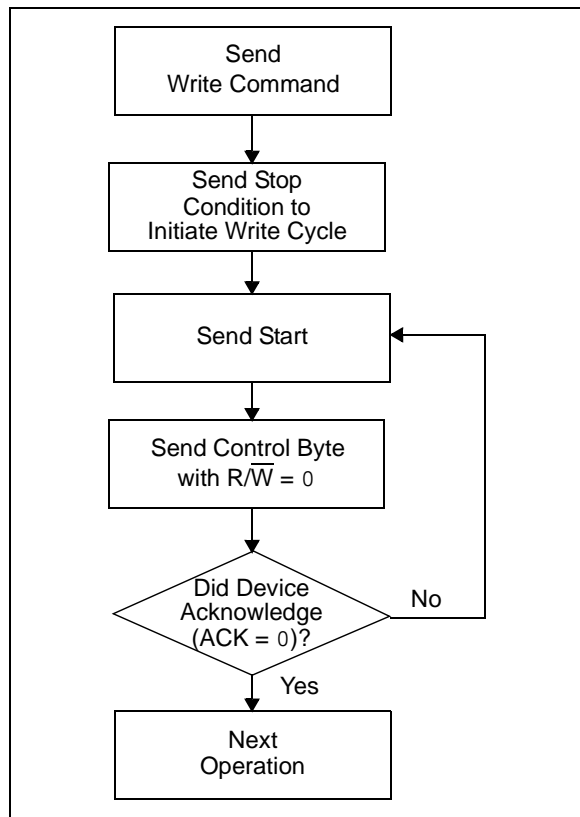 Send
Write Command
Send Stop
Condition to
Initiate Write Cycle
Send Start
Send Control Byte
with R/W̅ = 0
Did Device
Acknowledge
(ACK = 0)?
No
Yes
Next
Operation